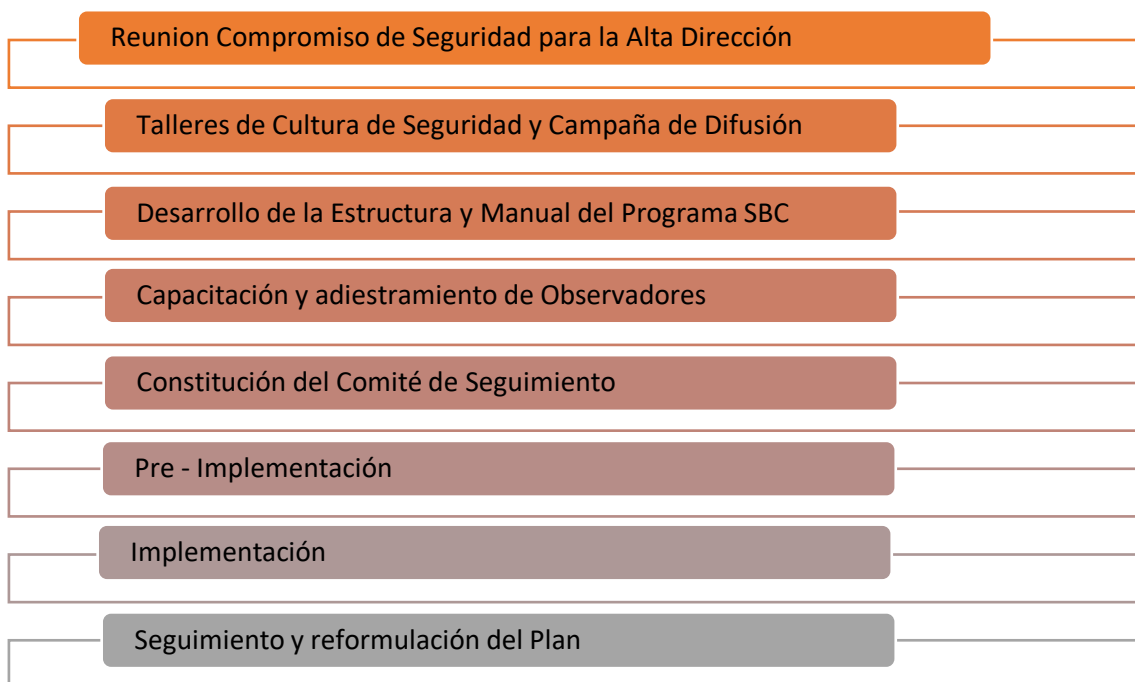 Reunion Compromiso de Seguridad para la Alta Dirección
Talleres de Cultura de Seguridad y Campaña de Difusión
Desarrollo de la Estructura y Manual del Programa SBC
Capacitación y adiestramiento de Observadores
Constitución del Comité de Seguimiento
Pre - Implementación
Implementación
Seguimiento y reformulación del Plan